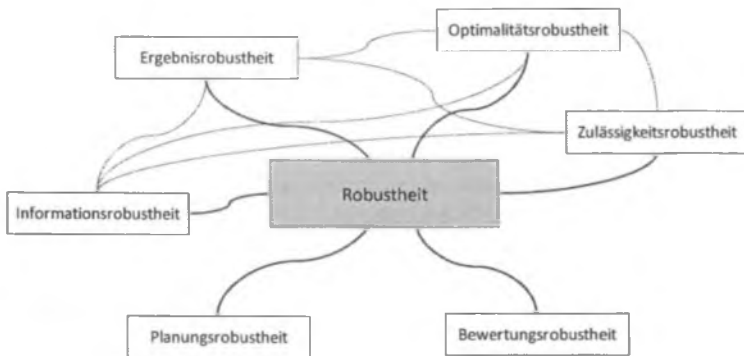 Optimalitätsrobustheit
Ergebnisrobustheit
Zulässigkeitsrobustheit
Robustheit
Informationsrobustheit
Planungsrobustheit
Bewertungsrobustheit